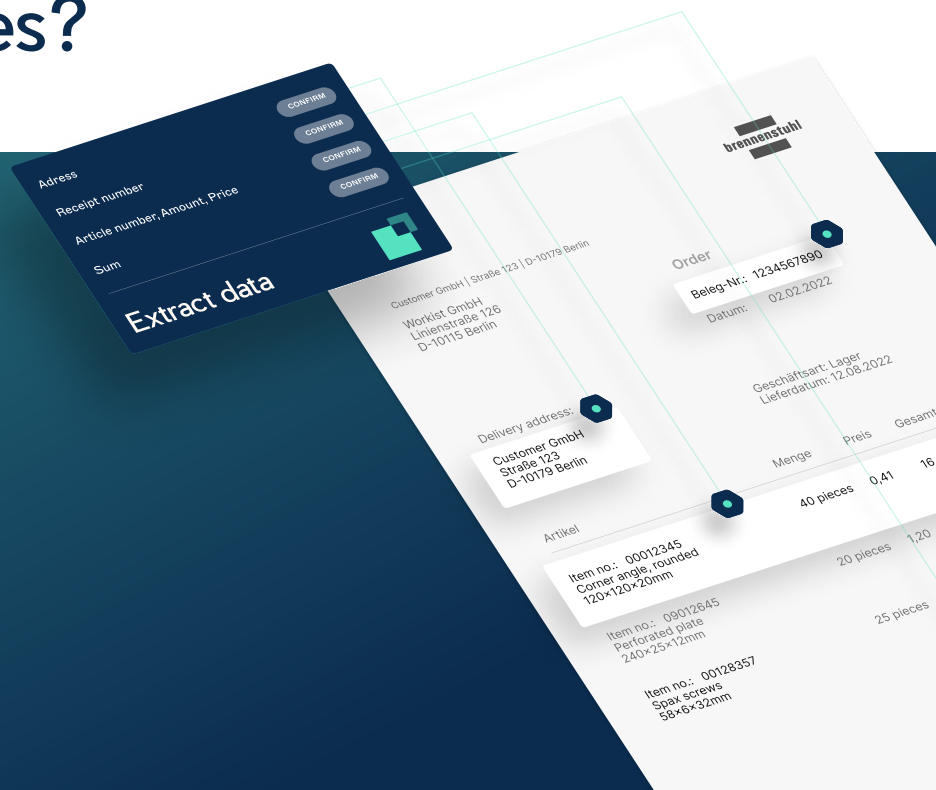 es?
Adress
CONFIRM
Receipt number
CONFIRM
Article number, Amount, Price
CONFIRM
Sum
CONFIRM
Extract data
brennenstuhl
Customer GmbH | Straße 123 | D-10179 Berlin
Workist GmbH
Linienstraße 126
D-10115 Berlin
Order
Beleg-Nr.: 1234567890
Datum: 02.02.2022
Geschäftsart: Lager
Lieferdatum: 12.08.2022
Delivery address:
Customer GmbH
Straße 123
D-10179 Berlin
Artikel Menge Preis Gesamt
Item no.: 00012345 40 pieces 0,41 16
Corner angle, rounded
120×120×20mm
Item no.: 09012645 20 pieces 1,20
Perforated plate
240×25×12mm
Item no.: 00128357 25 pieces
Spax screws
58×6×32mm